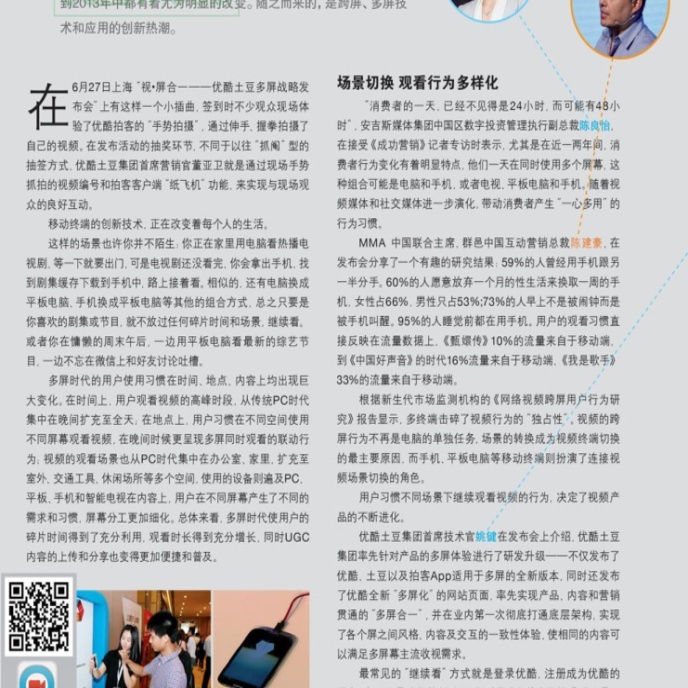 到2013年中都有着尤为明显的改变。随之而来的，是跨屏、多屏技
术和应用的创新热潮。
在6月27日上海“视•屏合一——优酷土豆多屏战略发
布会”上有这样一个小插曲，签到时不少观众现场体
验了优酷拍客的“手势拍摄”，通过伸手，握拳拍摄了
自己的视频。在发布活动的抽奖环节，不同于以往“抓阄”型的
抽签方式，优酷土豆集团首席营销官董亚卫就是通过现场手势
抓拍的视频编号和拍客客户端“纸飞机”功能，来实现与现场观
众的良好互动。
移动终端的创新技术，正在改变着每个人的生活。
这样的场景也许你并不陌生：你正在家里用电脑看热播电
视剧，等一下就要出门，可是电视剧还没看完，你会拿出手机，找
到剧集缓存下载到手机中，路上接着看。相似的，还有电脑换成
平板电脑，手机换成平板电脑等其他的组合方式，总之只要是
你喜欢的剧集或节目，就不放过任何碎片时间和场景，继续看。
或者你在慵懒的周末午后，一边用平板电脑看最新的综艺节
目，一边不忘在微信上和好友讨论吐槽。
多屏时代的用户使用习惯在时间，地点，内容上均出现巨
大变化。在时间上，用户观看视频的高峰时段，从传统PC时代
集中在晚间扩充至全天；在地点上，用户习惯在不同空间使用
不同屏幕观看视频，在晚间时候更呈现多屏同时观看的联动行
为；视频的观看场景也从PC时代集中在办公室，家里，扩充至
室外、交通工具、休闲场所等多个空间，使用的设备则遍及PC、
平板、手机和智能电视在内容上，用户在不同屏幕产生了不同的
需求和习惯，屏幕分工更加细化。总体来看，多屏时代使用户的
碎片时间得到了充分利用，观看时长得到充分增长，同时UGC
内容的上传和分享也变得更加便捷和普及。
场景切换 观看行为多样化
“消费者的一天，已经不见得是24小时，而可能有48小
时”，安吉斯媒体集团中国区数字投资管理执行副总裁陈良怡，
在接受《成功营销》记者专访时表示，尤其是在近一两年间，消
费者行为变化有着明显特点，他们一天在同时使用多个屏幕，这
种组合可能是电脑和手机，或者电视，平板电脑和手机。随着视
频媒体和社交媒体进一步演化，带动消费者产生“一心多用”的
行为习惯。
MMA 中国联合主席，群邑中国互动营销总裁陈建豪，在
发布会分享了一个有趣的研究结果：59%的人曾经用手机跟另
一半分手。60%的人愿意放弃一个月的性生活来换取一周的手
机，女性占66%，男性只占53%;73%的人早上不是被闹钟而是
被手机叫醒。95%的人睡觉前都在用手机。用户的观看习惯直
接反映在流量数据上，《甄嬛传》10%的流量来自于移动端，
到《中国好声音》的时代16%流量来自于移动端，《我是歌手》
33%的流量来自于移动端。
根据新生代市场监测机构的《网络视频跨屏用户行为研
究》报告显示，多终端击碎了视频行为的“独占性”。视频的跨
屏行为不再是电脑的单独任务，场景的转换成为视频终端切换
的最主要原因，而手机，平板电脑等移动终端则扮演了连接视
频场景切换的角色。
用户习惯不同场景下继续观看视频的行为，决定了视频产
品的不断进化。
优酷土豆集团首席技术官姚键在发布会上介绍，优酷土豆
集团率先针对产品的多屏体验进行了研发升级——不仅发布了
优酷、土豆以及拍客App适用于多屏的全新版本，同时还发布
了优酷全新“多屏化”的网站页面，率先实现产品，内容和营销
贯通的“多屏合一”，并在业内第一次彻底打通底层架构，实现
了各个屏之间风格，内容及交互的一致性体验，使相同的内容可
以满足多屏幕主流收视需求。
最常见的“继续看”方式就是登录优酷，注册成为优酷的